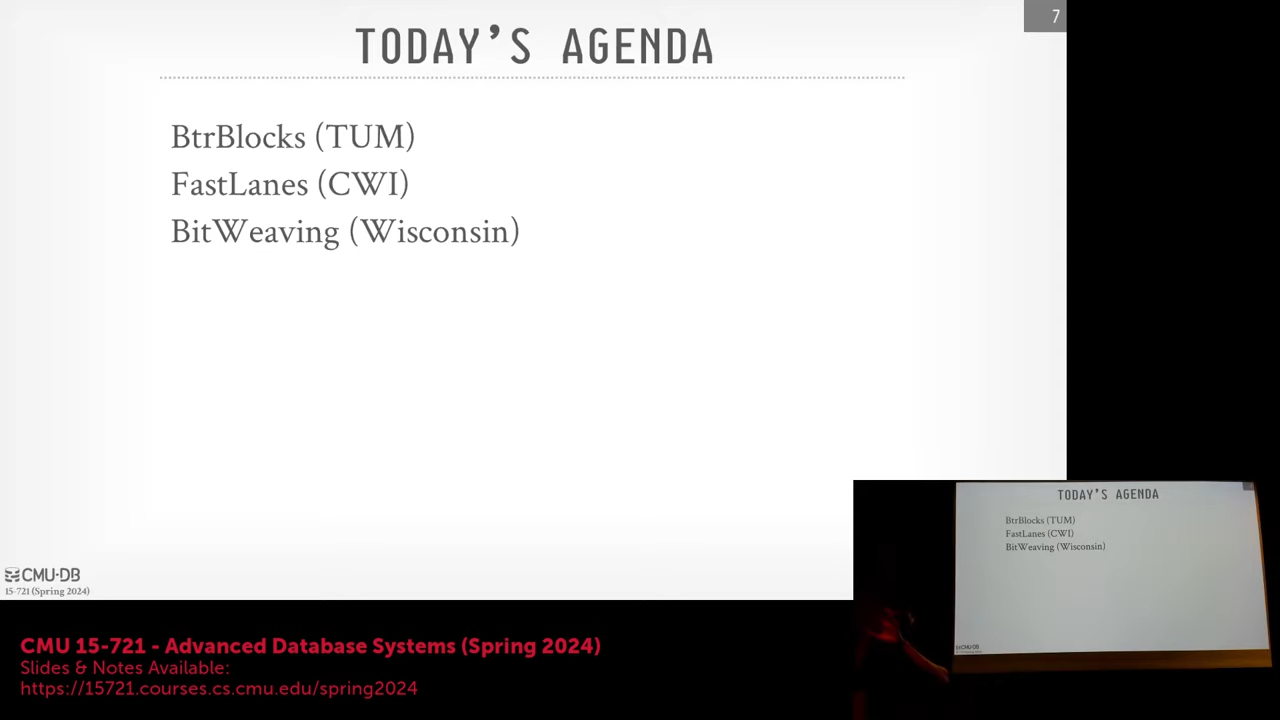 7
TODAY'S AGENDA
BtrBlocks (TUM)
FastLanes (CWI)
BitWeaving (Wisconsin)
CMU·DB
15-721 (Spring 2024)
TODAY'S AGENDA
BtrBlocks (TUM)
FastLanes (CWI)
BitWeaving (Wisconsin)
CMU 15-721 - Advanced Database Systems (Spring 2024)
Slides & Notes Available:
https://15721.courses.cs.cmu.edu/spring2024